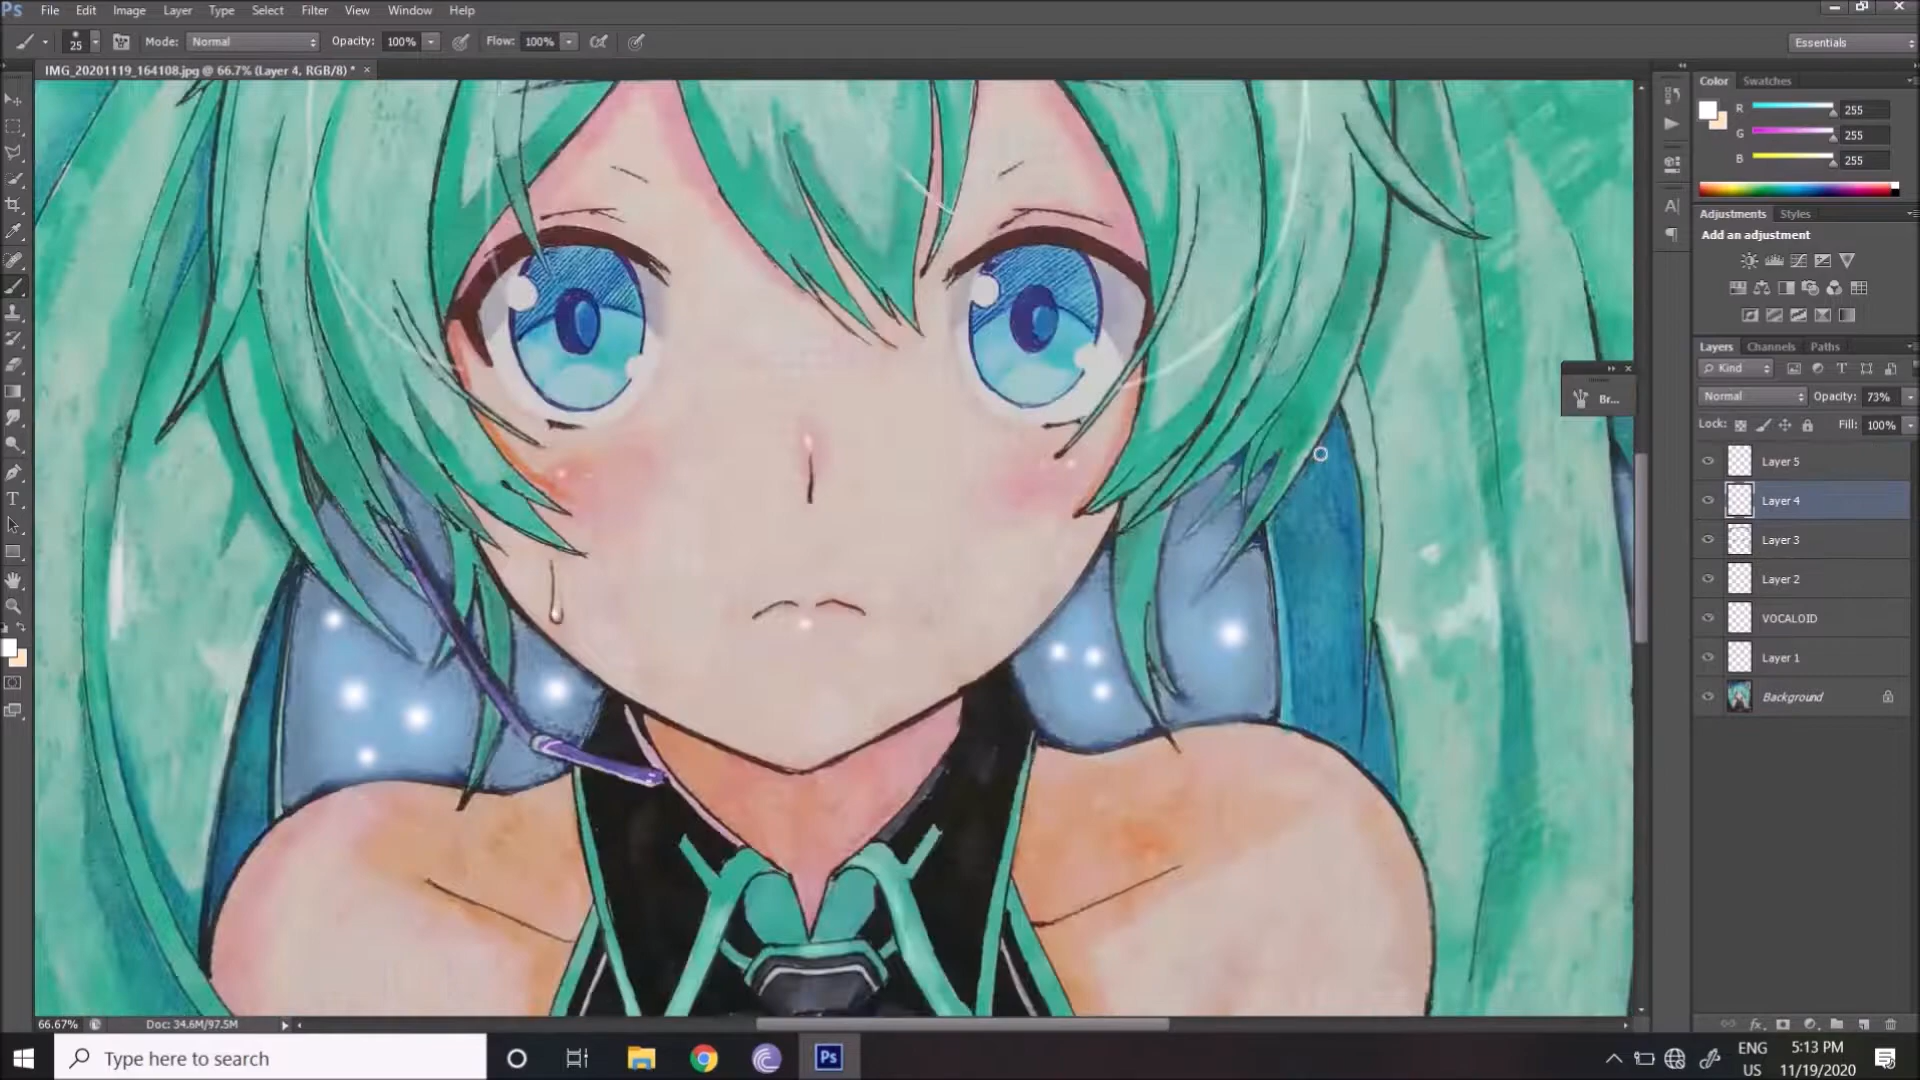 Ps File Edit Image Layer Type Select Filter View Window Help
25 Mode: Normal Opacity: 100% Flow: 100% Essentials
IMG_20201119_164108.jpg @ 66.7% (Layer 4, RGB/8) * ×
Color Swatches
R 255
G 255
B 255
Adjustments Styles
Add an adjustment
Layers Channels Paths
Kind
Normal Opacity: 73%
Lock: Fill: 100%
Br...
Layer 5
Layer 4
Layer 3
Layer 2
VOCALOID
Layer 1
Background
66.67% Doc: 34.6M/97.5M
Type here to search
Ps
ENG
US
5:13 PM
11/19/2020